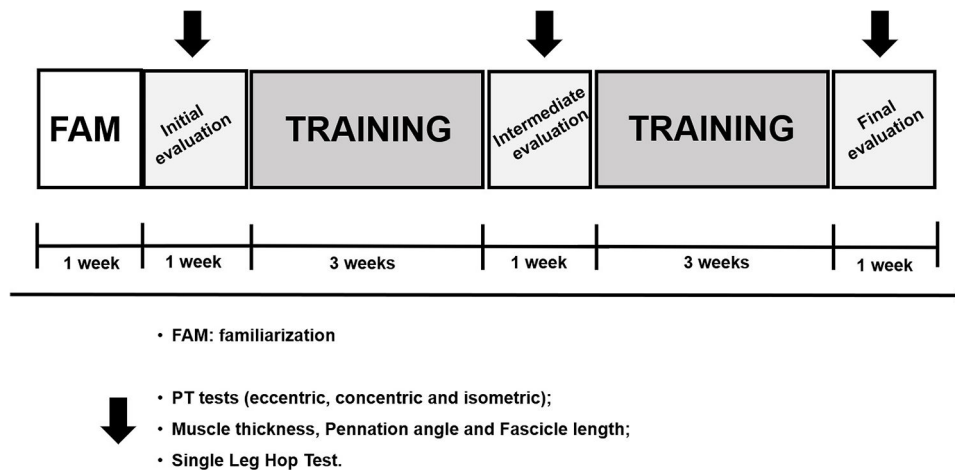 FAM
Initial
evaluation
TRAINING
Intermediate
evaluation
TRAINING
Final
evaluation
1 week
1 week
3 weeks
1 week
3 weeks
1 week
• FAM: familiarization
• PT tests (eccentric, concentric and isometric);
• Muscle thickness, Pennation angle and Fascicle length;
• Single Leg Hop Test.